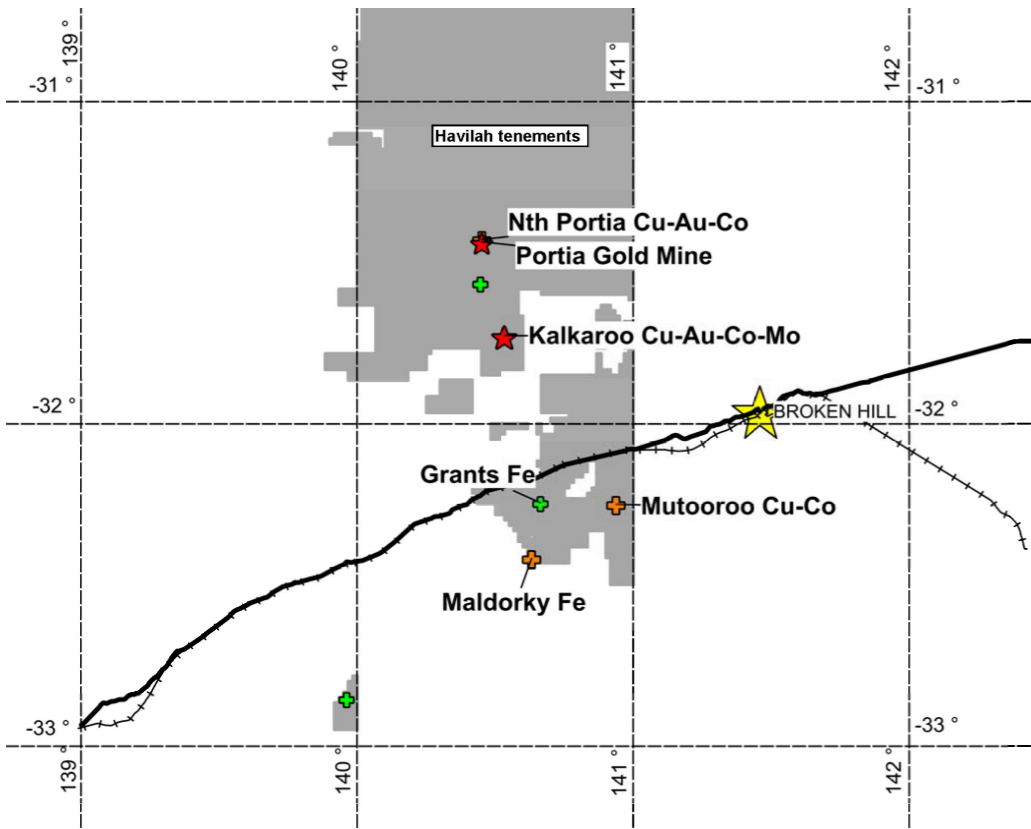 139 °
140 °
141 °
142 °
-31 °
-31 °
Havilah tenements
Nth Portia Cu-Au-Co
Portia Gold Mine
Kalkaroo Cu-Au-Co-Mo
-32 °
-32 °
BROKEN HILL
Grants Fe
Mutooroo Cu-Co
Maldorky Fe
-33 °
-33 °
139 °
140 °
141 °
142 °